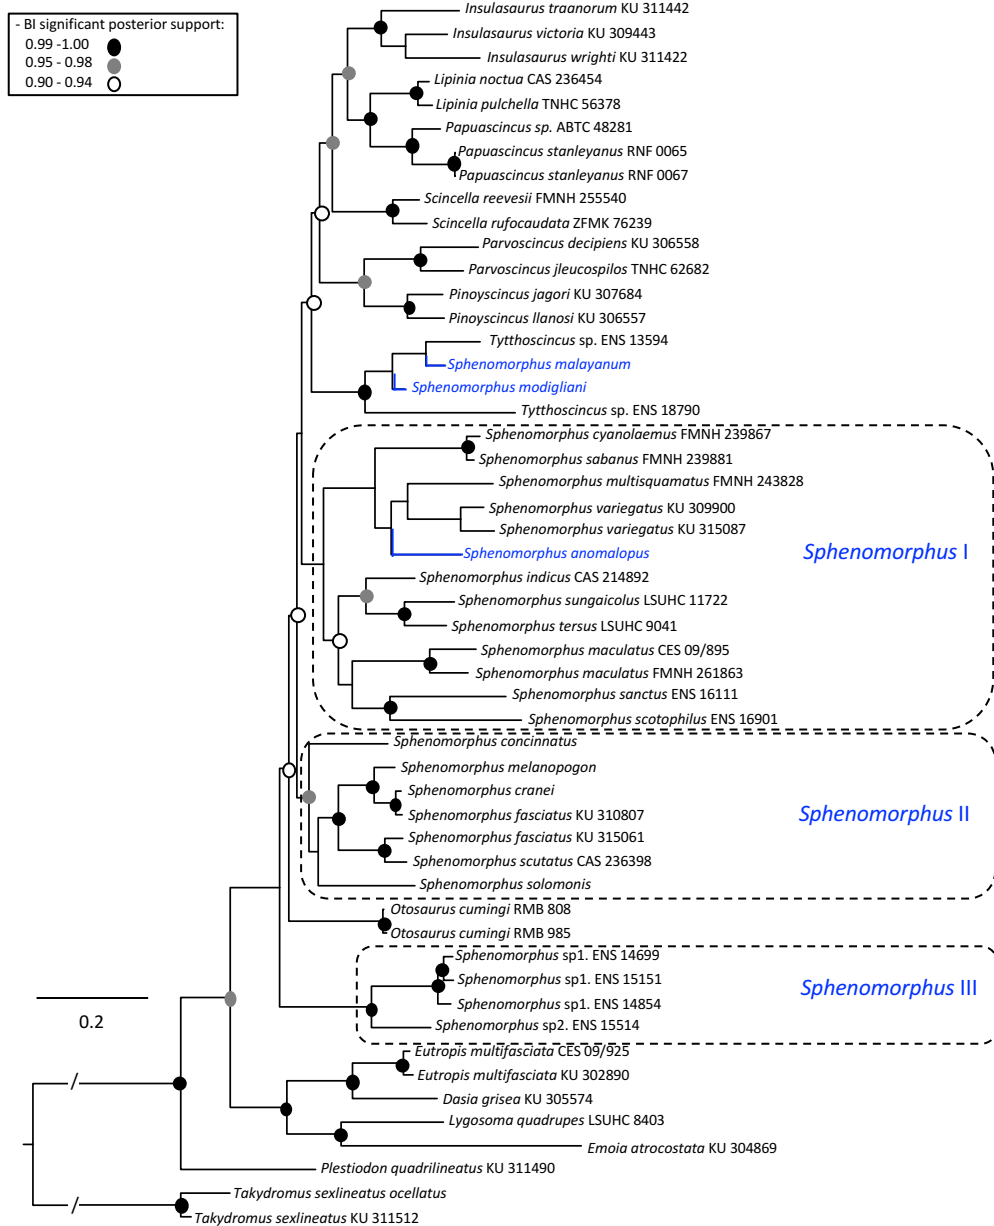 - BI significant posterior support:
0.99 -1.00
0.95 - 0.98
0.90 - 0.94
Insulasaurus traanorum KU 311442
Insulasaurus victoria KU 309443
Insulasaurus wrighti KU 311422
Lipinia noctua CAS 236454
Lipinia pulchella TNHC 56378
Papuascincus sp. ABTC 48281
Papuascincus stanleyanus RNF 0065
Papuascincus stanleyanus RNF 0067
Scincella reevesii FMNH 255540
Scincella rufocaudata ZFMK 76239
Parvoscincus decipiens KU 306558
Parvoscincus jleucospilos TNHC 62682
Pinoyscincus jagori KU 307684
Pinoyscincus llanosi KU 306557
Tytthoscincus sp. ENS 13594
Sphenomorphus malayanum
Sphenomorphus modigliani
Tytthoscincus sp. ENS 18790
Sphenomorphus cyanolaemus FMNH 239867
Sphenomorphus sabanus FMNH 239881
Sphenomorphus multisquamatus FMNH 243828
Sphenomorphus variegatus KU 309900
Sphenomorphus variegatus KU 315087
Sphenomorphus anomalopus
Sphenomorphus I
Sphenomorphus indicus CAS 214892
Sphenomorphus sungaicolus LSUHC 11722
Sphenomorphus tersus LSUHC 9041
Sphenomorphus maculatus CES 09/895
Sphenomorphus maculatus FMNH 261863
Sphenomorphus sanctus ENS 16111
Sphenomorphus scotophilus ENS 16901
Sphenomorphus concinnatus
Sphenomorphus melanopogon
Sphenomorphus cranei
Sphenomorphus fasciatus KU 310807
Sphenomorphus II
Sphenomorphus fasciatus KU 315061
Sphenomorphus scutatus CAS 236398
Sphenomorphus solomonis
Otosaurus cumingi RMB 808
Otosaurus cumingi RMB 985
Sphenomorphus sp1. ENS 14699
Sphenomorphus sp1. ENS 15151
Sphenomorphus III
Sphenomorphus sp1. ENS 14854
Sphenomorphus sp2. ENS 15514
0.2
Eutropis multifasciata CES 09/925
Eutropis multifasciata KU 302890
Dasia grisea KU 305574
Lygosoma quadrupes LSUHC 8403
Emoia atrocostata KU 304869
Plestiodon quadrilineatus KU 311490
Takydromus sexlineatus ocellatus
Takydromus sexlineatus KU 311512